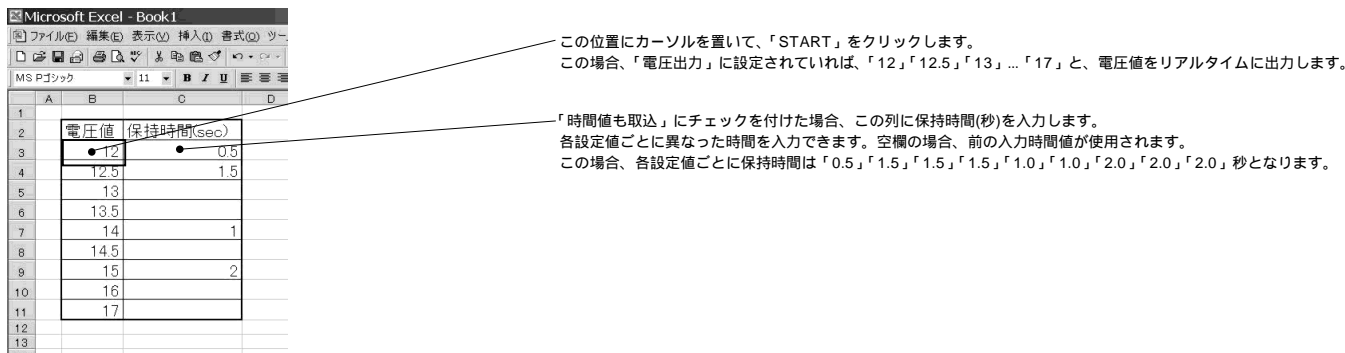 Microsoft Excel - Book1
ファイル(E) 編集(E) 表示(V) 挿入(I) 書式(O) ツー
MS Pゴシック 11 B I U
A B C D
1
2 電圧値 保持時間(sec)
3 12 0.5
4 12.5 1.5
5 13
6 13.5
7 14 1
8 14.5
9 15 2
10 16
11 17
12
13
この位置にカーソルを置いて、「START」をクリックします。
この場合、「電圧出力」に設定されていれば、「12」「12.5」「13」...「17」と、電圧値をリアルタイムに出力します。
「時間値も取込」にチェックを付けた場合、この列に保持時間(秒)を入力します。
各設定値ごとに異なった時間を入力できます。空欄の場合、前の入力時間値が使用されます。
この場合、各設定値ごとに保持時間は「0.5」「1.5」「1.5」「1.5」「1.0」「1.0」「2.0」「2.0」「2.0」秒となります。